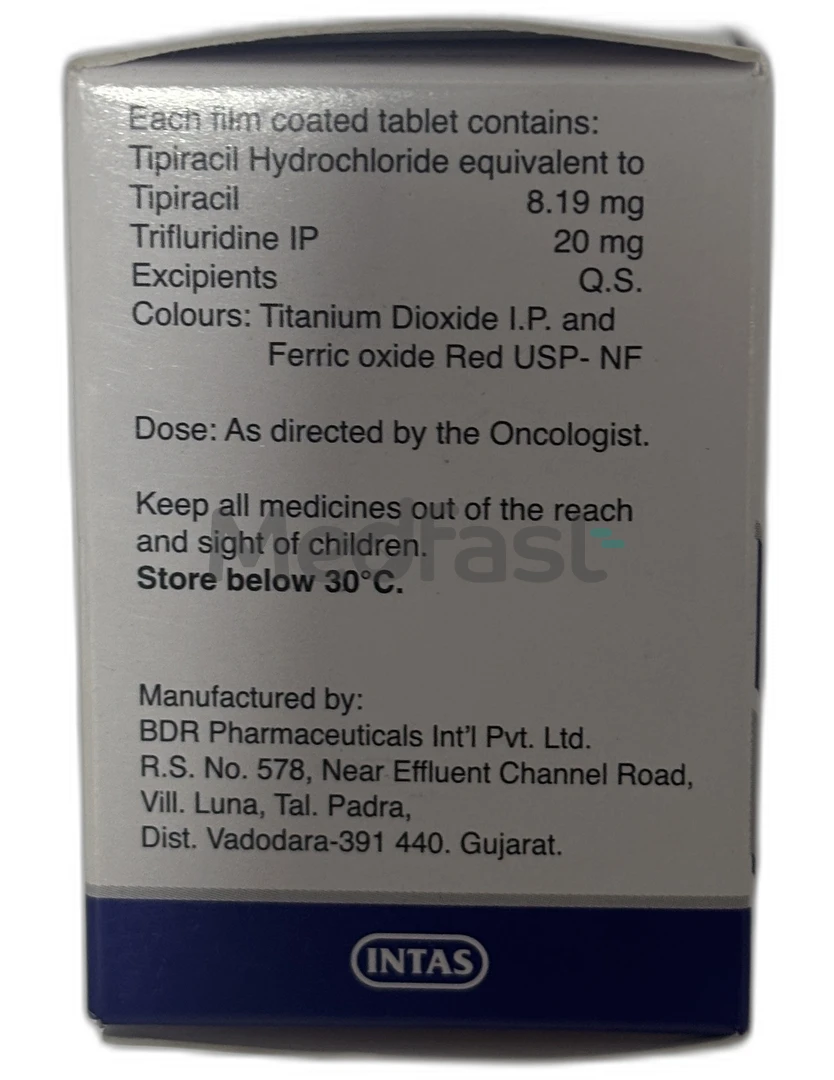 Each film coated tablet contains:
Tipiracil Hydrochloride equivalent to
Tipiracil 8.19 mg
Trifluridine IP 20 mg
Excipients Q.S.
Colours: Titanium Dioxide I.P. and
Ferric oxide Red USP- NF
Dose: As directed by the Oncologist.
Keep all medicines out of the reach
and sight of children.
Medfast
Store below 30°C.
Manufactured by:
BDR Pharmaceuticals Int'l Pvt. Ltd.
R.S. No. 578, Near Effluent Channel Road,
Vill. Luna, Tal. Padra,
Dist. Vadodara-391 440. Gujarat.
INTAS